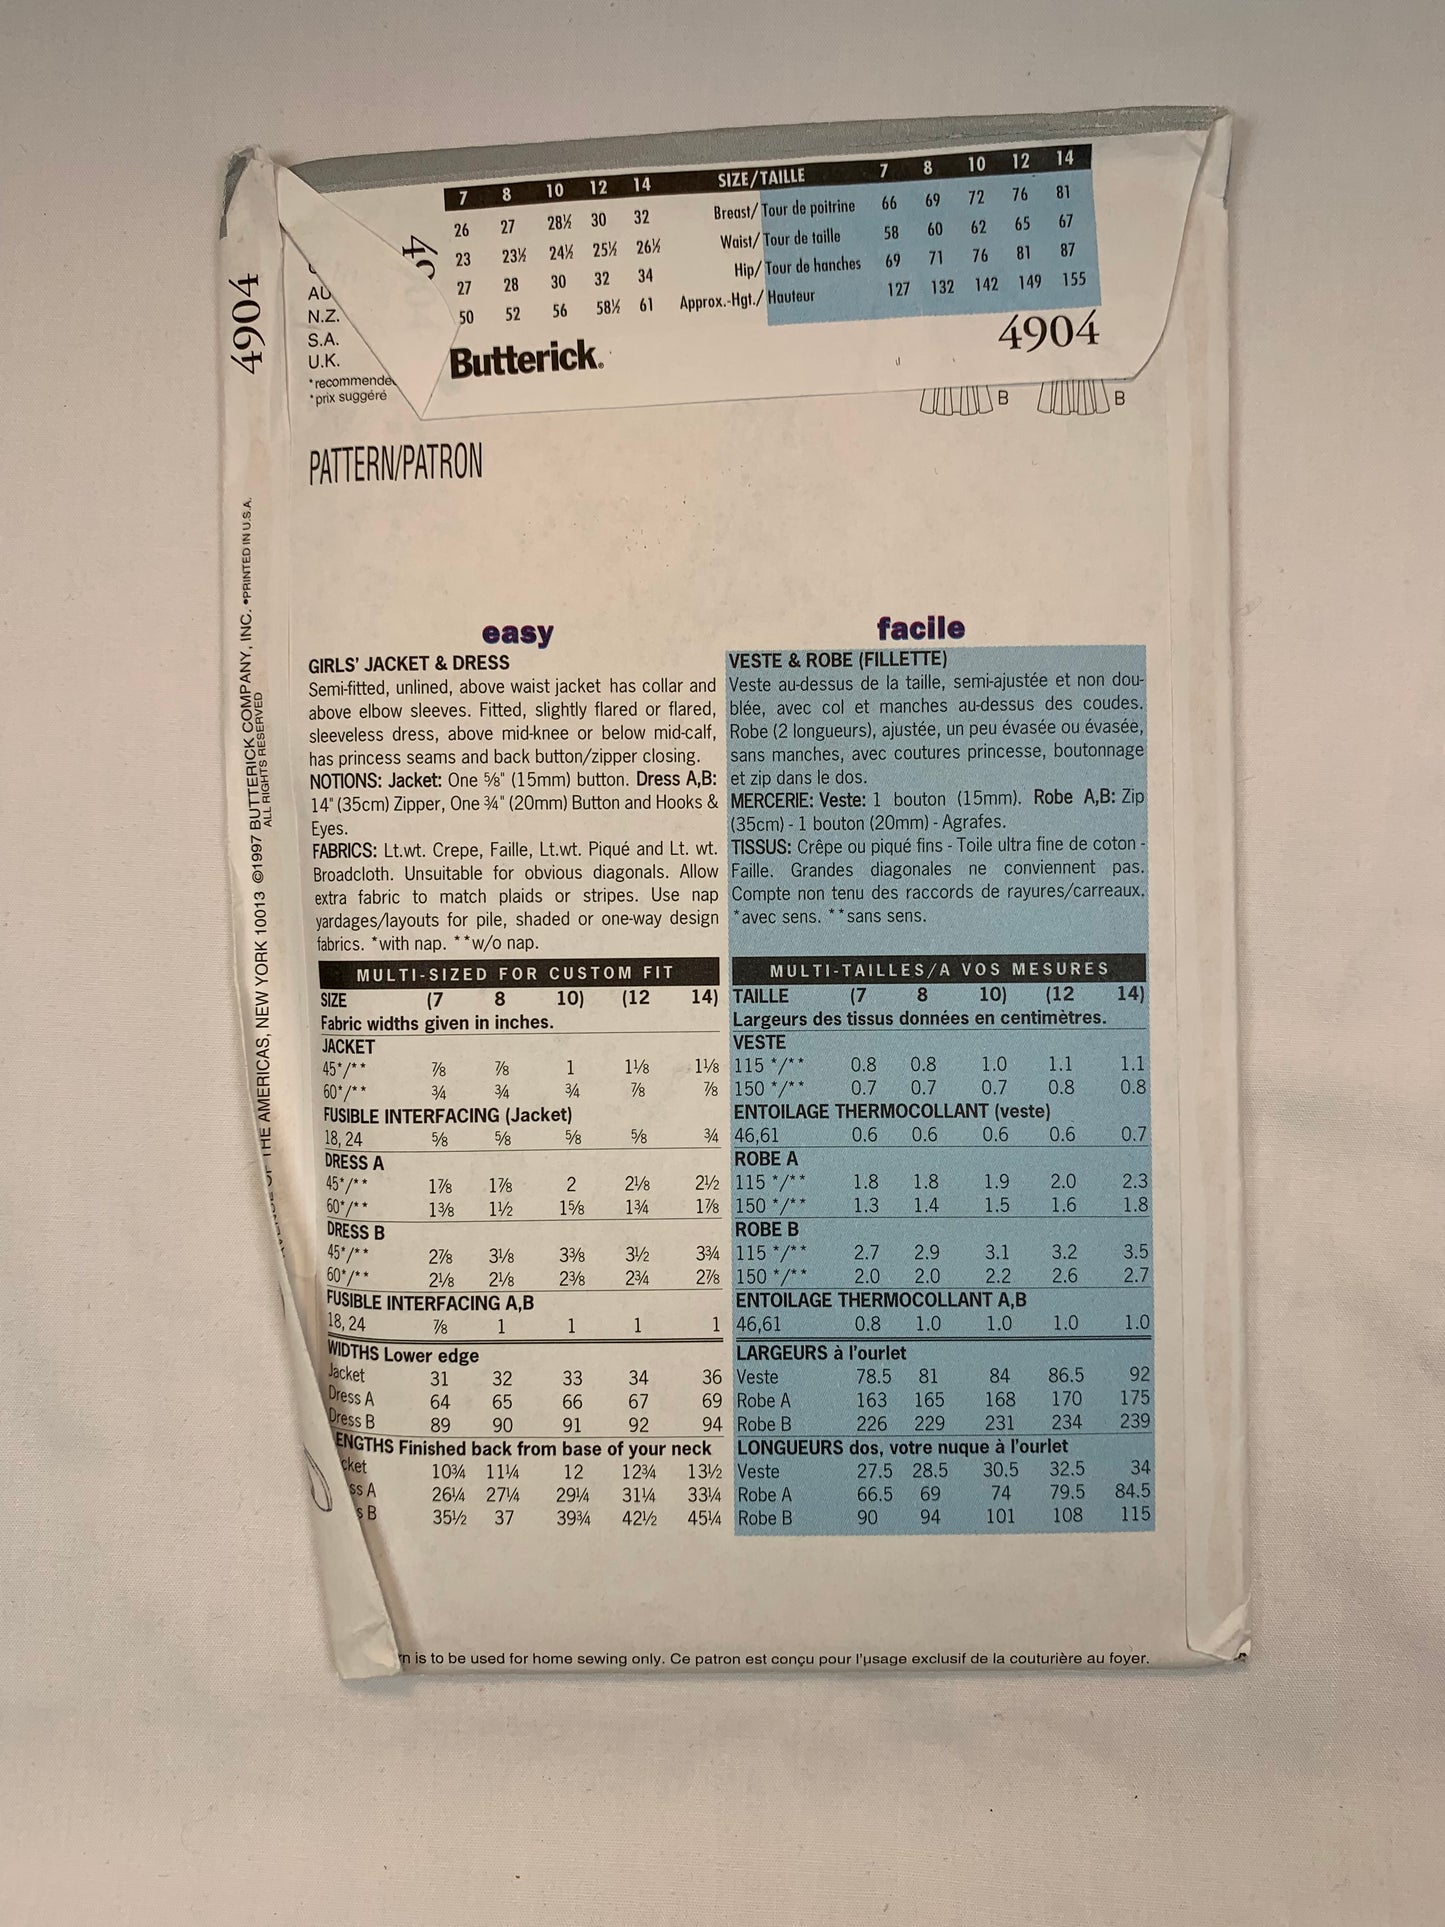 7 8 10 12 14 SIZE/TAILLE 7 8 10 12 14
26 27 28½ 30 32 Breast/Tour de poitrine 66 69 72 76 81
23 23½ 24½ 25½ 26½ Waist/Tour de taille 58 60 62 65 67
27 28 30 32 34 Hip/Tour de hanches 69 71 76 81 87
50 52 56 58½ 61 Approx.-Hgt./Hauteur 127 132 142 149 155
Butterick®
4904
4904
AU
N.Z.
S.A.
U.K.
*recommende
*prix suggéré
B B
PATTERN/PATRON
THE AMERICAS, NEW YORK 10013 ©1997 BUTTERICK COMPANY, INC. •PRINTED IN U.S.A.
ALL RIGHTS RESERVED
easy
GIRLS' JACKET & DRESS
Semi-fitted, unlined, above waist jacket has collar and
above elbow sleeves. Fitted, slightly flared or flared,
sleeveless dress, above mid-knee or below mid-calf,
has princess seams and back button/zipper closing.
NOTIONS: Jacket: One ⅝" (15mm) button. Dress A,B:
14" (35cm) Zipper, One ¾" (20mm) Button and Hooks &
Eyes.
FABRICS: Lt.wt. Crepe, Faille, Lt.wt. Piqué and Lt. wt.
Broadcloth. Unsuitable for obvious diagonals. Allow
extra fabric to match plaids or stripes. Use nap
yardages/layouts for pile, shaded or one-way design
fabrics. *with nap. **w/o nap.
MULTI-SIZED FOR CUSTOM FIT
SIZE (7 8 10) (12 14)
Fabric widths given in inches.
JACKET
45*/** ⅞ ⅞ 1 1⅛ 1⅛
60*/** ¾ ¾ ¾ ⅞ ⅞
FUSIBLE INTERFACING (Jacket)
18, 24 ⅝ ⅝ ⅝ ⅝ ¾
DRESS A
45*/** 1⅞ 1⅞ 2 2⅛ 2½
60*/** 1⅜ 1½ 1⅝ 1¾ 1⅞
DRESS B
45*/** 2⅞ 3⅛ 3⅜ 3½ 3¾
60*/** 2⅛ 2⅛ 2⅜ 2¾ 2⅞
FUSIBLE INTERFACING A,B
18, 24 ⅞ 1 1 1 1
WIDTHS Lower edge
Jacket 31 32 33 34 36
Dress A 64 65 66 67 69
Dress B 89 90 91 92 94
ENGTHS Finished back from base of your neck
cket 10¾ 11¼ 12 12¾ 13½
ss A 26¼ 27¼ 29¼ 31¼ 33¼
s B 35½ 37 39¾ 42½ 45¼
facile
VESTE & ROBE (FILLETTE)
Veste au-dessus de la taille, semi-ajustée et non dou-
blée, avec col et manches au-dessus des coudes.
Robe (2 longueurs), ajustée, un peu évasée ou évasée,
sans manches, avec coutures princesse, boutonnage
et zip dans le dos.
MERCERIE: Veste: 1 bouton (15mm). Robe A,B: Zip
(35cm) - 1 bouton (20mm) - Agrafes.
TISSUS: Crêpe ou piqué fins - Toile ultra fine de coton -
Faille. Grandes diagonales ne conviennent pas.
Compte non tenu des raccords de rayures/carreaux.
*avec sens. **sans sens.
MULTI-TAILLES/A VOS MESURES
TAILLE (7 8 10) (12 14)
Largeurs des tissus données en centimètres.
VESTE
115 */** 0.8 0.8 1.0 1.1 1.1
150 */** 0.7 0.7 0.7 0.8 0.8
ENTOILAGE THERMOCOLLANT (veste)
46,61 0.6 0.6 0.6 0.6 0.7
ROBE A
115 */** 1.8 1.8 1.9 2.0 2.3
150 */** 1.3 1.4 1.5 1.6 1.8
ROBE B
115 */** 2.7 2.9 3.1 3.2 3.5
150 */** 2.0 2.0 2.2 2.6 2.7
ENTOILAGE THERMOCOLLANT A,B
46,61 0.8 1.0 1.0 1.0 1.0
LARGEURS à l'ourlet
Veste 78.5 81 84 86.5 92
Robe A 163 165 168 170 175
Robe B 226 229 231 234 239
LONGUEURS dos, votre nuque à l'ourlet
Veste 27.5 28.5 30.5 32.5 34
Robe A 66.5 69 74 79.5 84.5
Robe B 90 94 101 108 115
rn is to be used for home sewing only. Ce patron est conçu pour l'usage exclusif de la couturière au foyer.